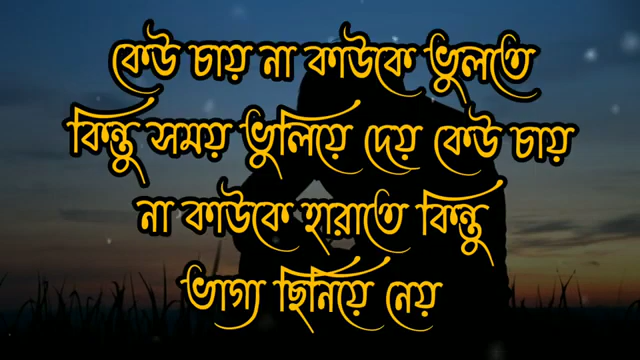 কেউ চায় না কাউকে ভুলতে
কিন্তু সময় ভুলিয়ে দেয় কেউ চায়
না কাউকে হারাতে কিন্তু
ভাগ্য ছিনিয়ে নেয়